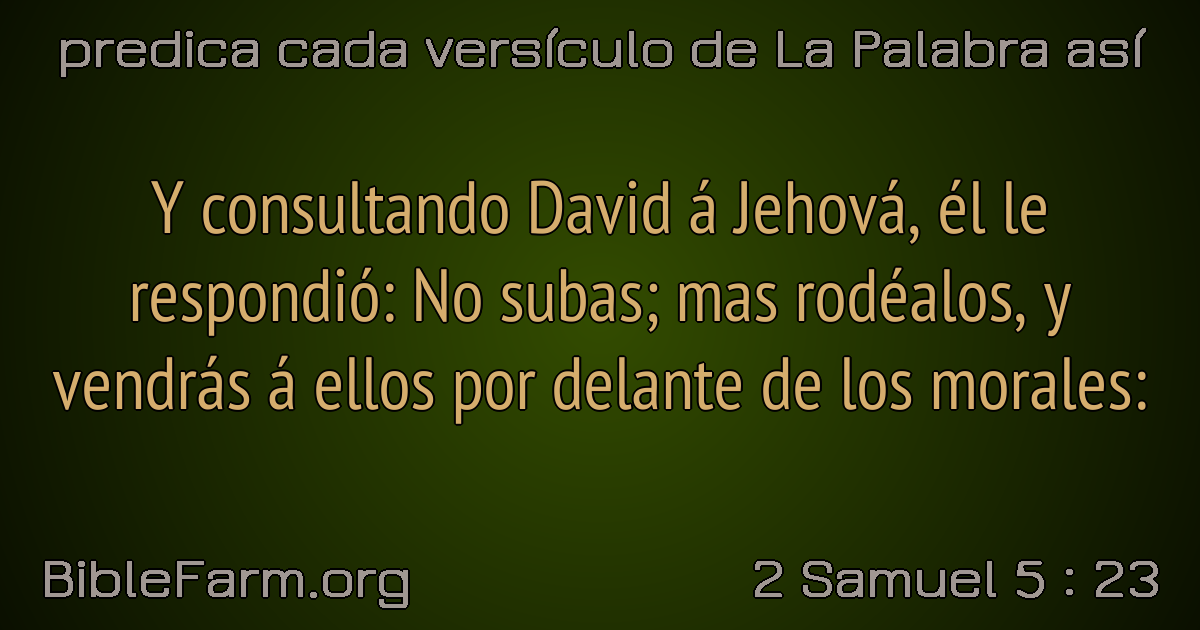 predica cada versículo de La Palabra así
Y consultando David á Jehová, él le
respondió: No subas; mas rodéalos, y
vendrás á ellos por delante de los morales:
BibleFarm.org
2 Samuel 5 : 23